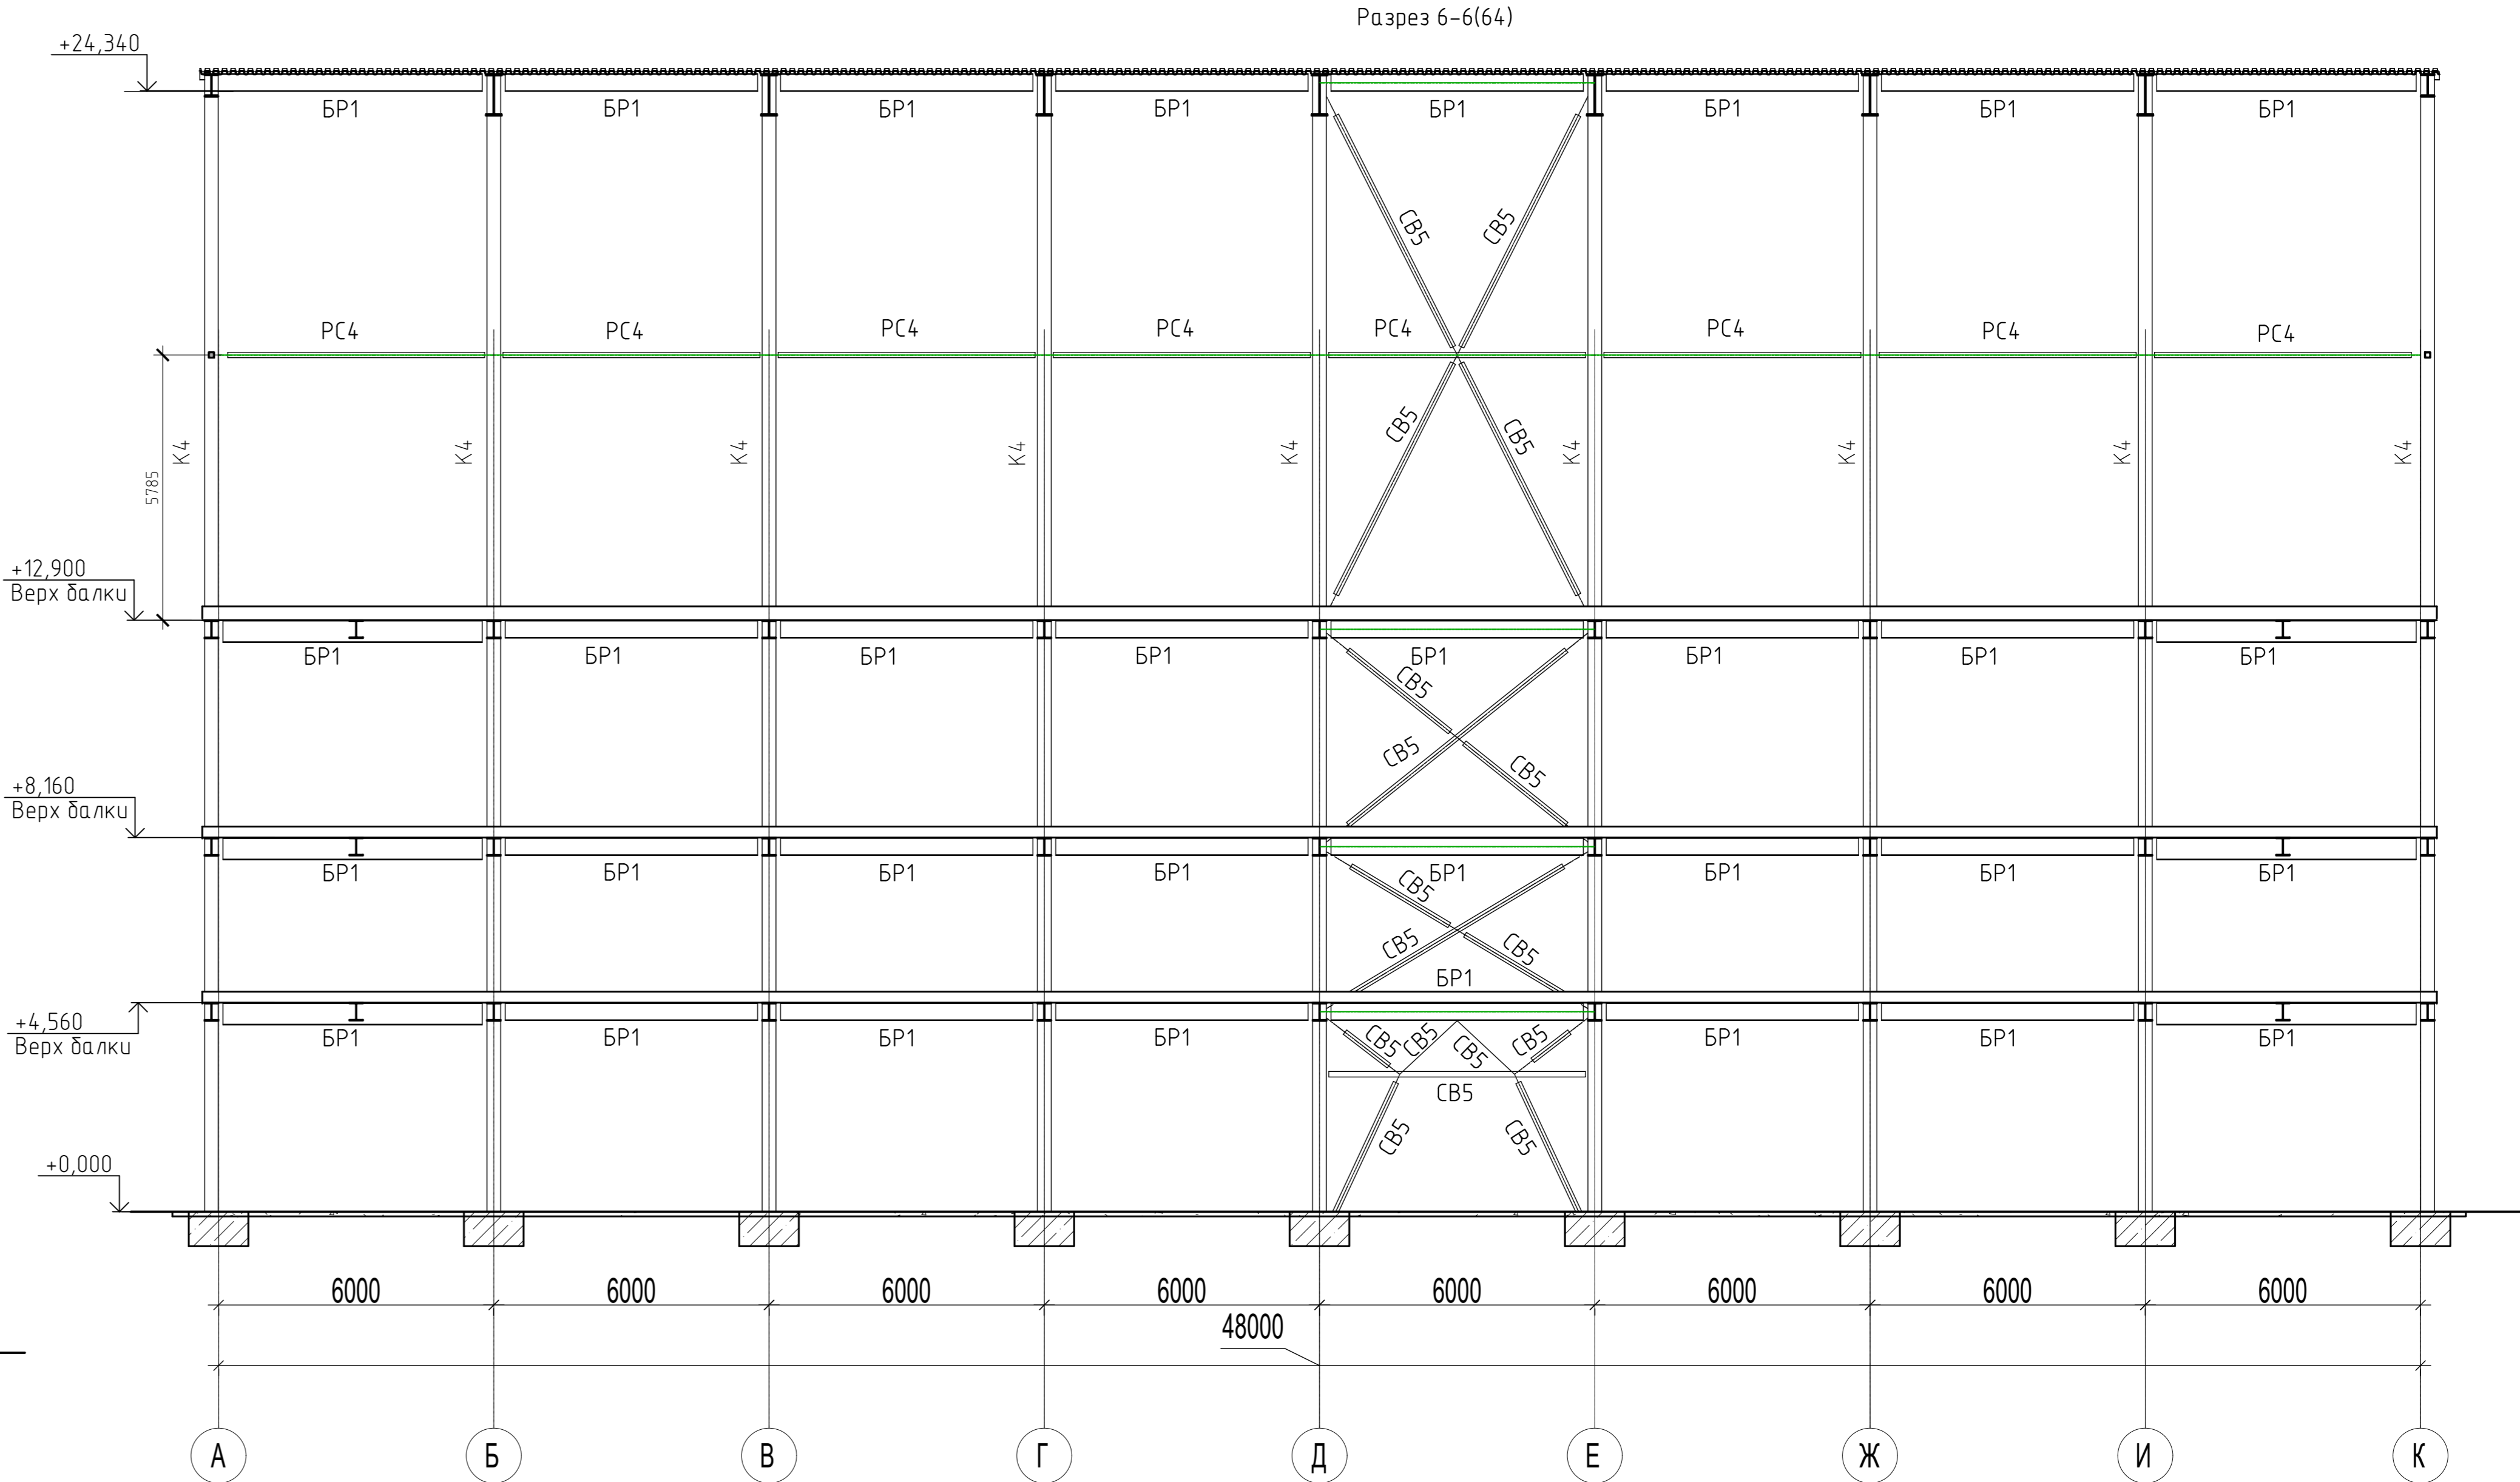 Разрез 6-6(64)
+24,340
БР1 БР1 БР1 БР1 БР1 БР1 БР1 БР1
СВ5 СВ5
РС4 РС4 РС4 РС4 РС4 РС4 РС4 РС4
СВ5 СВ5
К4 К4 К4 К4 К4 К4 К4 К4 К4
5785
+12,900
Верх балки
БР1 БР1 БР1 БР1 БР1 БР1 БР1 БР1
СВ5
СВ5 СВ5
+8,160
Верх балки
БР1 БР1 БР1 БР1 БР1 БР1 БР1 БР1
СВ5
СВ5 СВ5
БР1
+4,560
Верх балки
БР1 БР1 БР1 БР1 БР1 БР1 БР1
СВ5 СВ5 СВ5 СВ5
СВ5
СВ5 СВ5
+0,000
6000 6000 6000 6000 6000 6000 6000 6000
48000
А Б В Г Д Е Ж И К